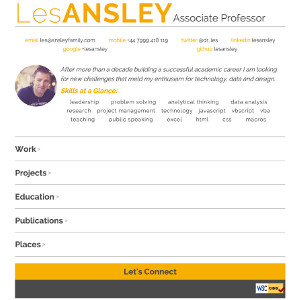 LesANSLEY Associate Professor
email les@ansleyfamily.com mobile +44 7999 418 119 twitter @dr_les linkedin lesansley
google +lesansley github lesansley
After more than a decade building a successful academic career I am looking
for new challenges that meld my enthusiasm for technology, data and design.
Skills at a Glance:
leadership problem solving analytical thinking data analysis
research project management technology javascript vbscript vba
teaching public speaking excel html css macros
Work
Projects
Education
Publications
Places
Let's Connect
W3C css